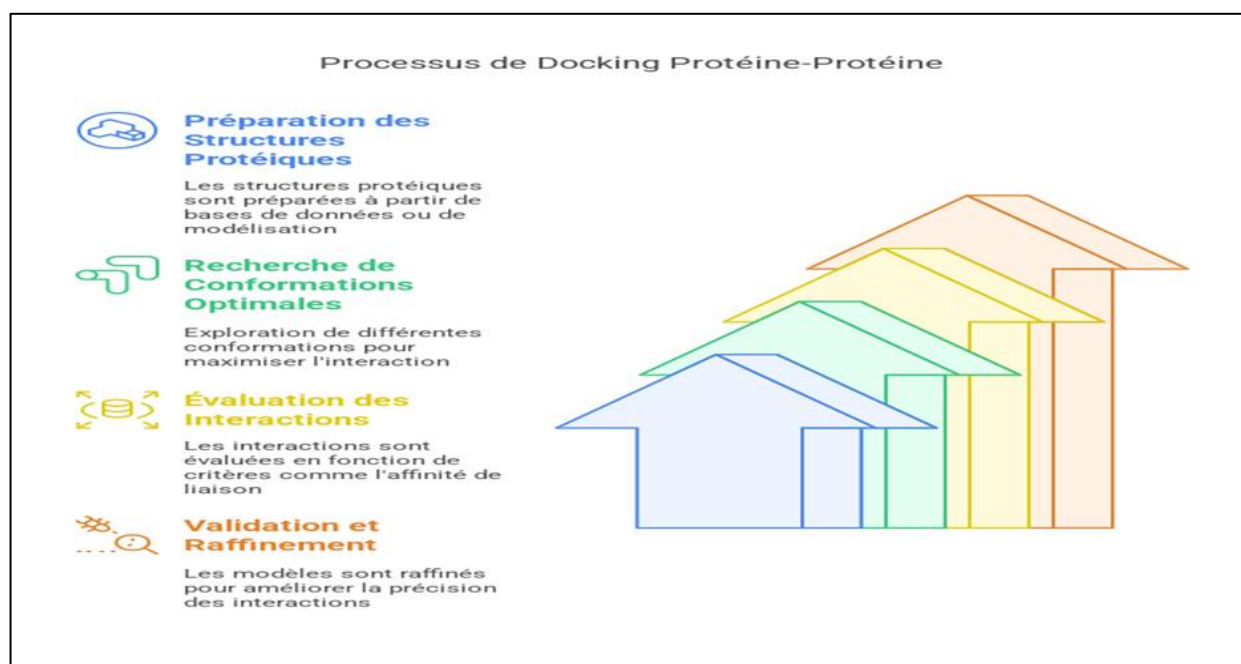 Processus de Docking Protéine-Protéine
Préparation des
Structures
Protéiques
Les structures protéiques
sont préparées à partir de
bases de données ou de
modélisation
Recherche de
Conformations
Optimales
Exploration de différentes
conformations pour
maximiser l'interaction
Évaluation des
Interactions
Les interactions sont
évaluées en fonction de
critères comme l'affinité de
liaison
Validation et
Raffinement
Les modèles sont raffinés
pour améliorer la précision
des interactions